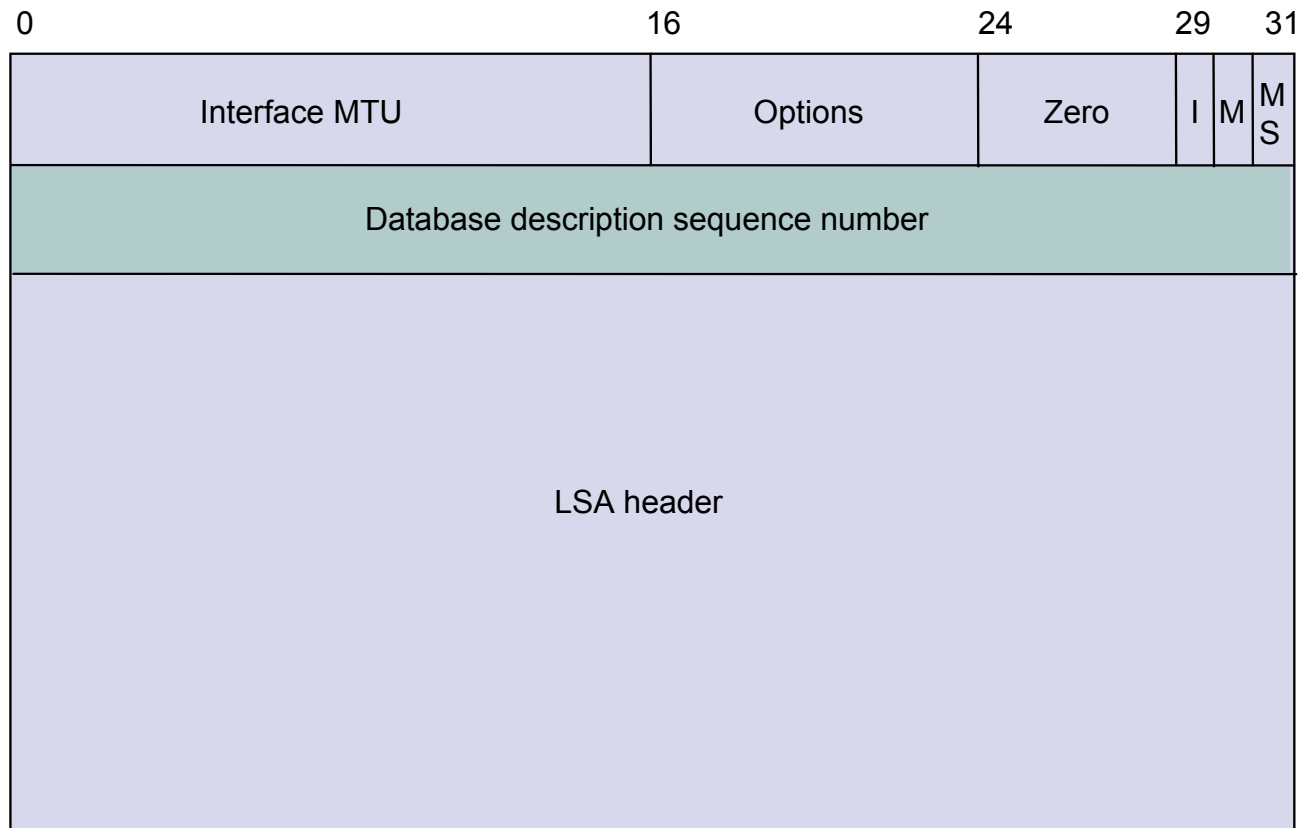 0 16 24 29 31
Interface MTU Options Zero I M M
S
Database description sequence number
LSA header